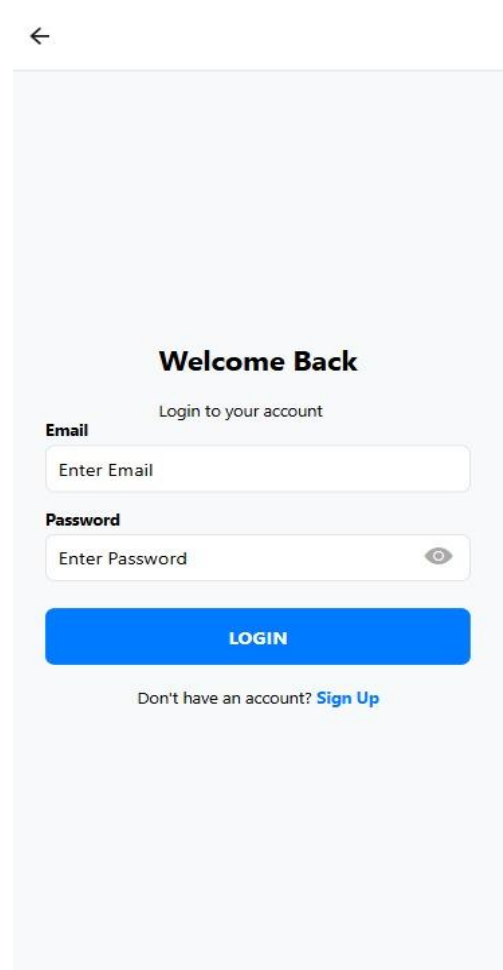 Welcome Back
Login to your account
Email
Enter Email
Password
Enter Password
LOGIN
Don't have an account? Sign Up